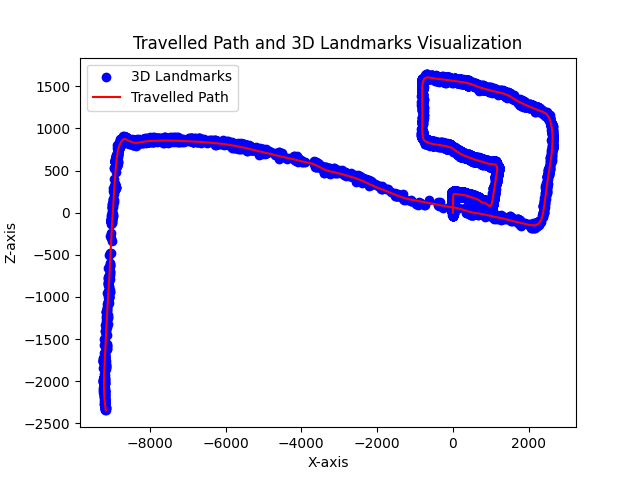 Travelled Path and 3D Landmarks Visualization
3D Landmarks
Travelled Path
1500
1000
500
0
−500
−1000
−1500
−2000
−2500
Z-axis
−8000 −6000 −4000 −2000 0 2000
X-axis